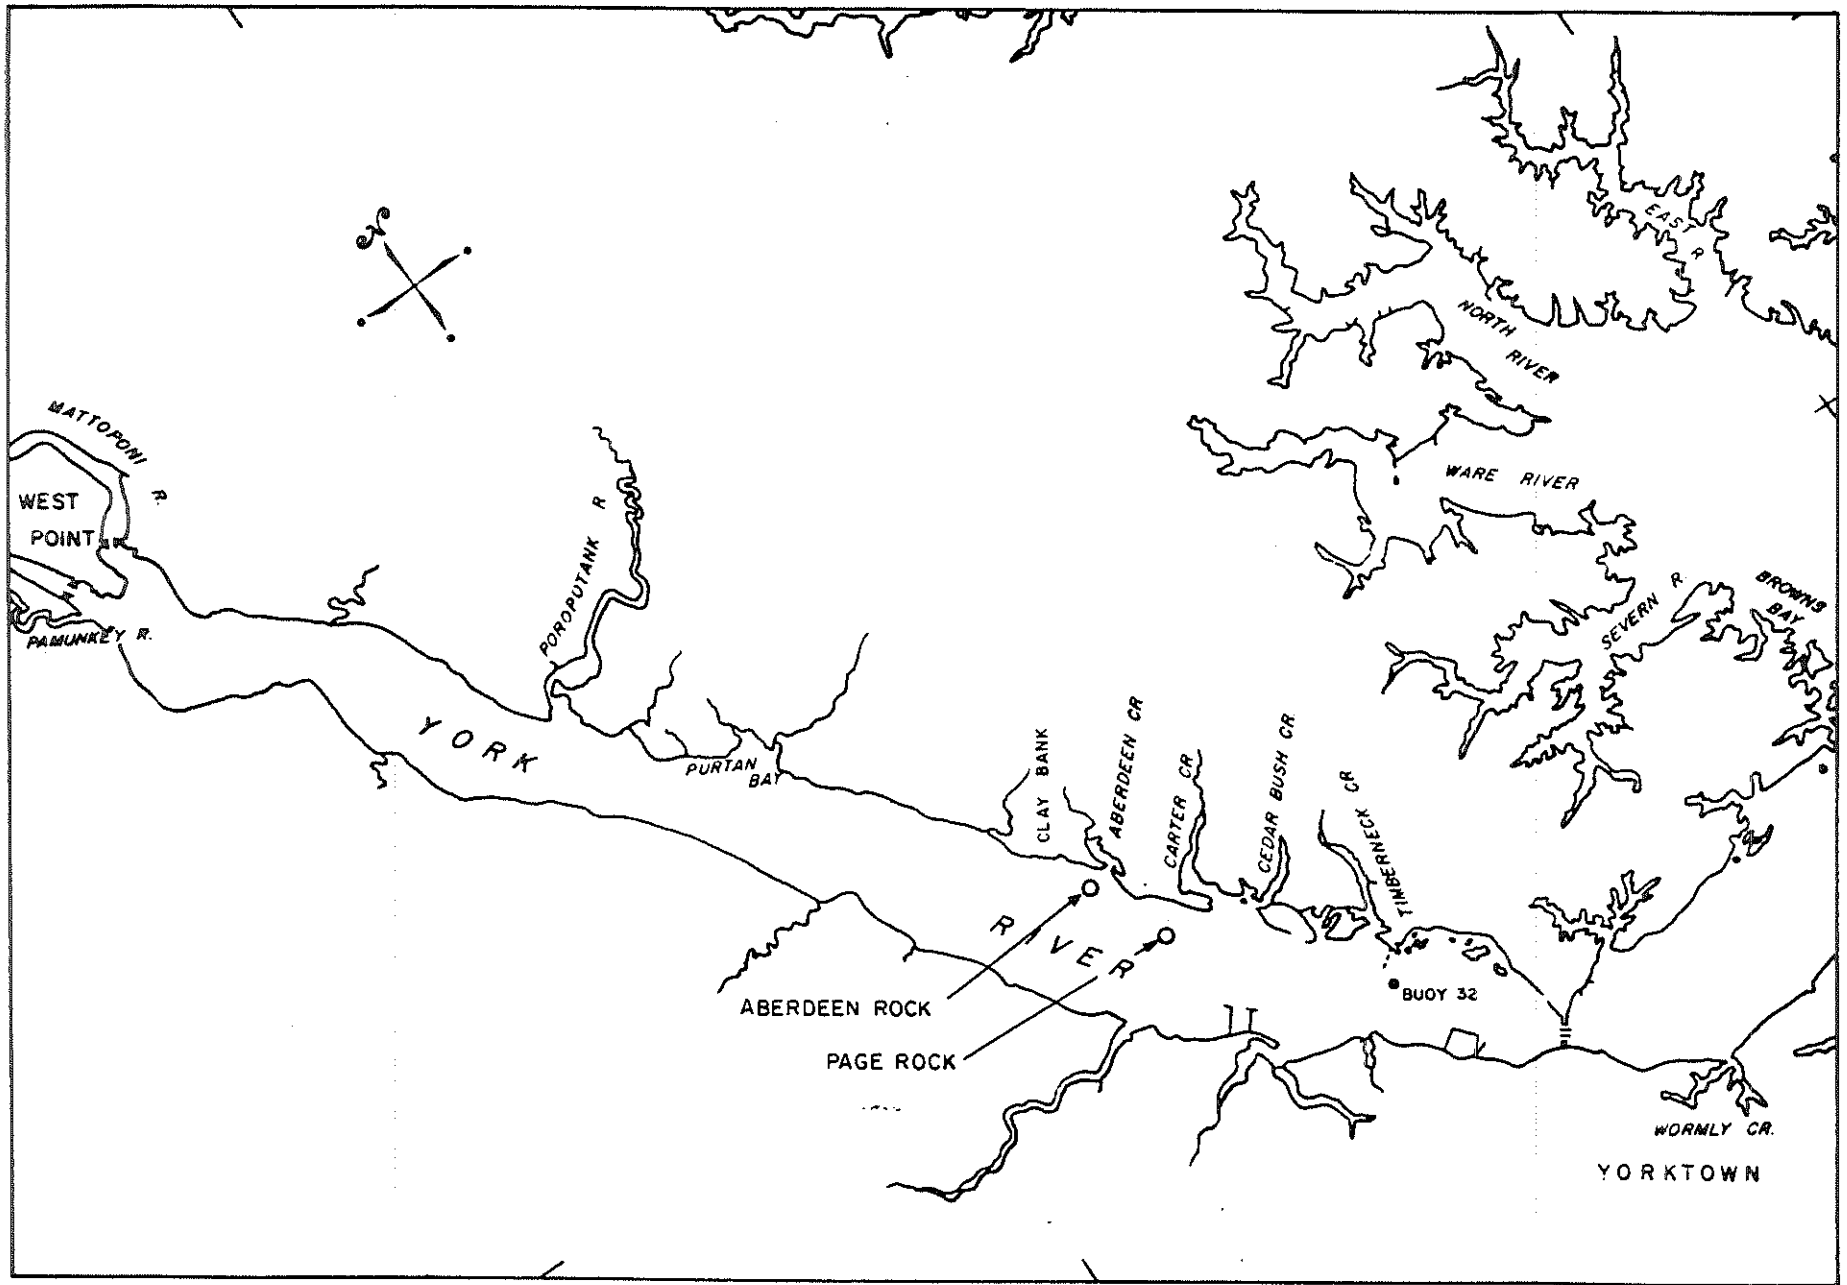 N
EAST R
NORTH
RIVER
MATTOPONI R.
WEST
POINT
WARE RIVER
POROPUTANK R
PAMUNKEY R.
SEVERN R.
BROWNS
BAY
YORK
PURTAN
BAY
CLAY BANK
ABERDEEN CR
CARTER CR
CEDAR BUSH CR.
TIMBERNECK CR
RIVER
ABERDEEN ROCK
BUOY 32
PAGE ROCK
WORMLY CR.
YORKTOWN